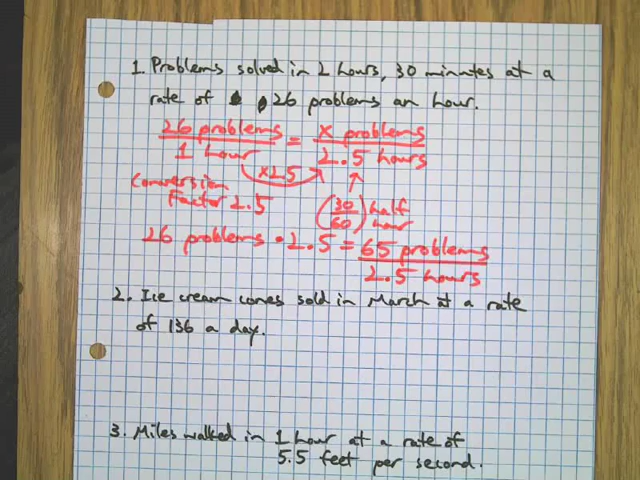 1. Problems solved in 2 hours, 30 minutes at a
rate of 26 problems an hour.
26 problems / 1 hour = x problems / 2.5 hours
x2.5
Conversion
Factor 2.5
(30/60) half
hour
26 problems • 2.5 = 65 problems / 2.5 hours
2. Ice cream cones sold in March at a rate
of 136 a day.
3. Miles walked in 1 hour at a rate of
5.5 feet per second.